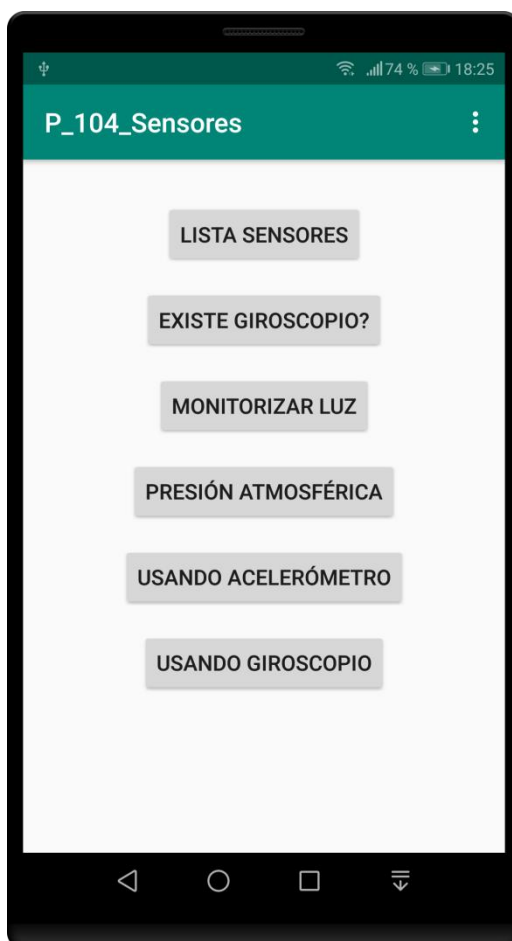 74 % 18:25
P_104_Sensores
LISTA SENSORES
EXISTE GIROSCOPIO?
MONITORIZAR LUZ
PRESIÓN ATMOSFÉRICA
USANDO ACELERÓMETRO
USANDO GIROSCOPIO